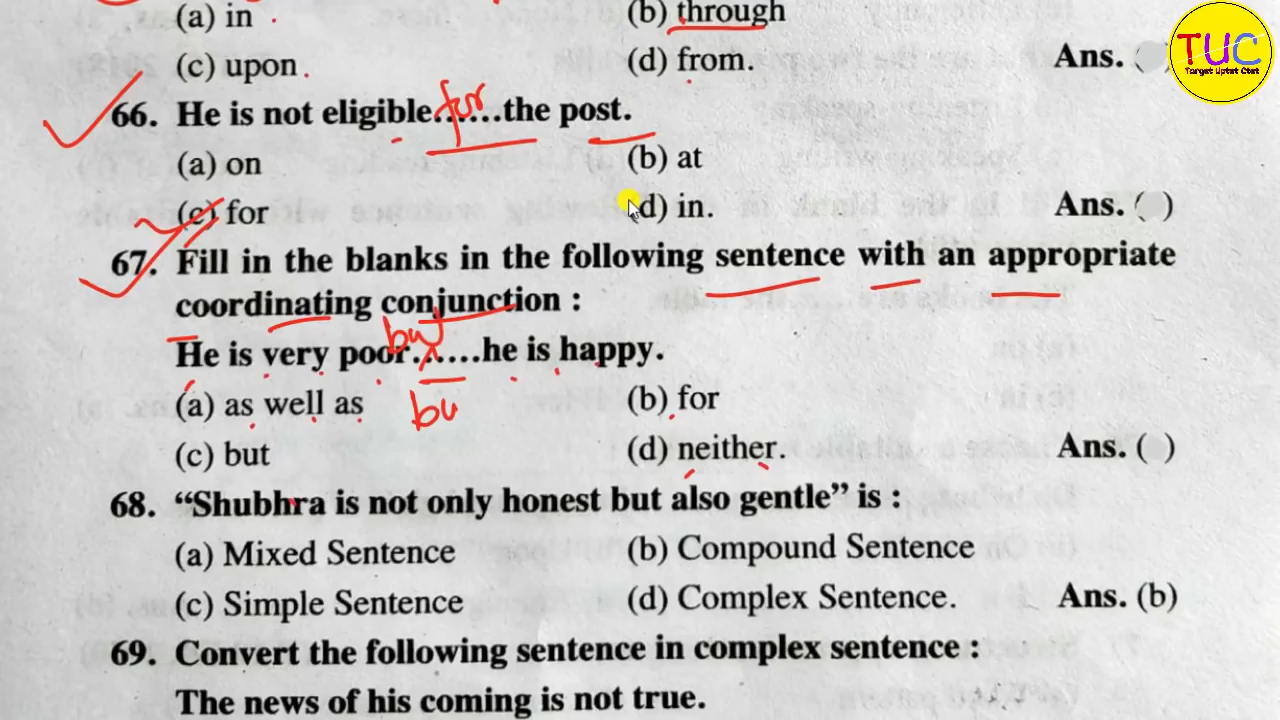 (a) in
(b) through
TUC
Target Uptet Ctet
(c) upon
(d) from.
Ans. (
66. He is not eligible......the post.
for
(a) on
(b) at
(c) for
(d) in.
Ans. ( )
67. Fill in the blanks in the following sentence with an appropriate
coordinating conjunction :
but
He is very poor......he is happy.
(a) as well as
bu
(b) for
(c) but
(d) neither.
Ans. ( )
68. “Shubhra is not only honest but also gentle” is :
(a) Mixed Sentence
(b) Compound Sentence
(c) Simple Sentence
(d) Complex Sentence.
Ans. (b)
69. Convert the following sentence in complex sentence :
The news of his coming is not true.